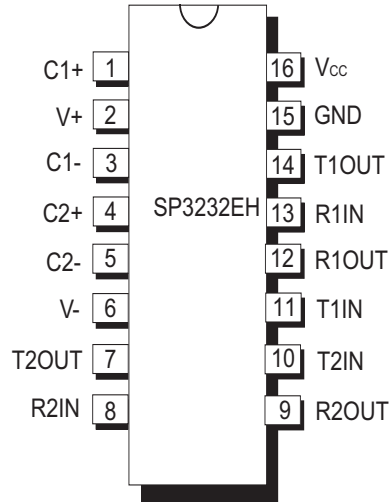 C1+ 1 16 Vcc
V+ 2 15 GND
C1- 3 14 T1OUT
C2+ 4 SP3232EH 13 R1IN
C2- 5 12 R1OUT
V- 6 11 T1IN
T2OUT 7 10 T2IN
R2IN 8 9 R2OUT